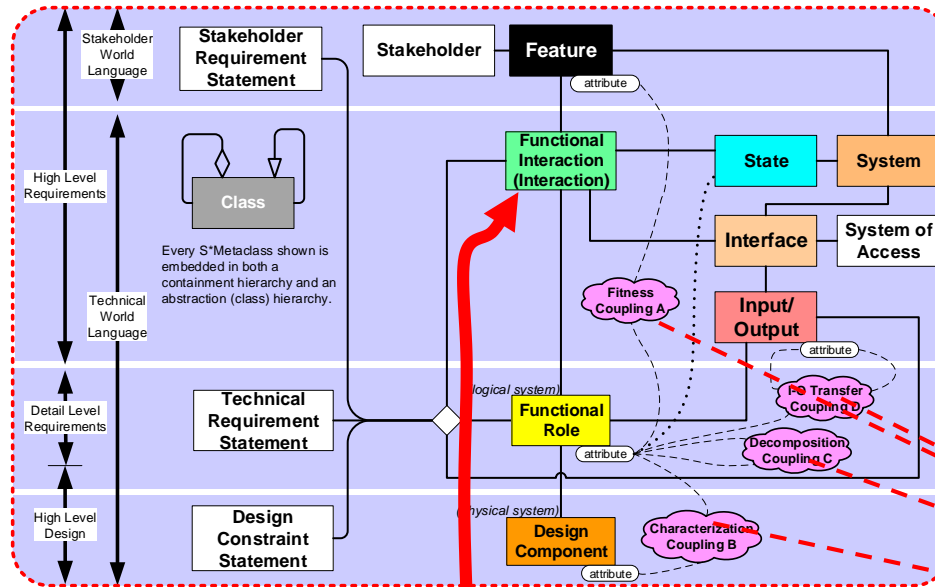 Stakeholder
World
Language
High Level
Requirements
Technical
World
Language
Detail Level
Requirements
High Level
Design
Stakeholder
Requirement
Statement
Stakeholder
Feature
attribute
Class
Every S*Metaclass shown is
embedded in both a
containment hierarchy and an
abstraction (class) hierarchy.
Functional
Interaction
(Interaction)
State
System
Interface
System of
Access
Fitness
Coupling A
Input/
Output
attribute
I-O Transfer
Coupling D
Technical
Requirement
Statement
logical system)
Functional
Role
attribute
Decomposition
Coupling C
Design
Constraint
Statement
(physical system)
Design
Component
attribute
Characterization
Coupling B